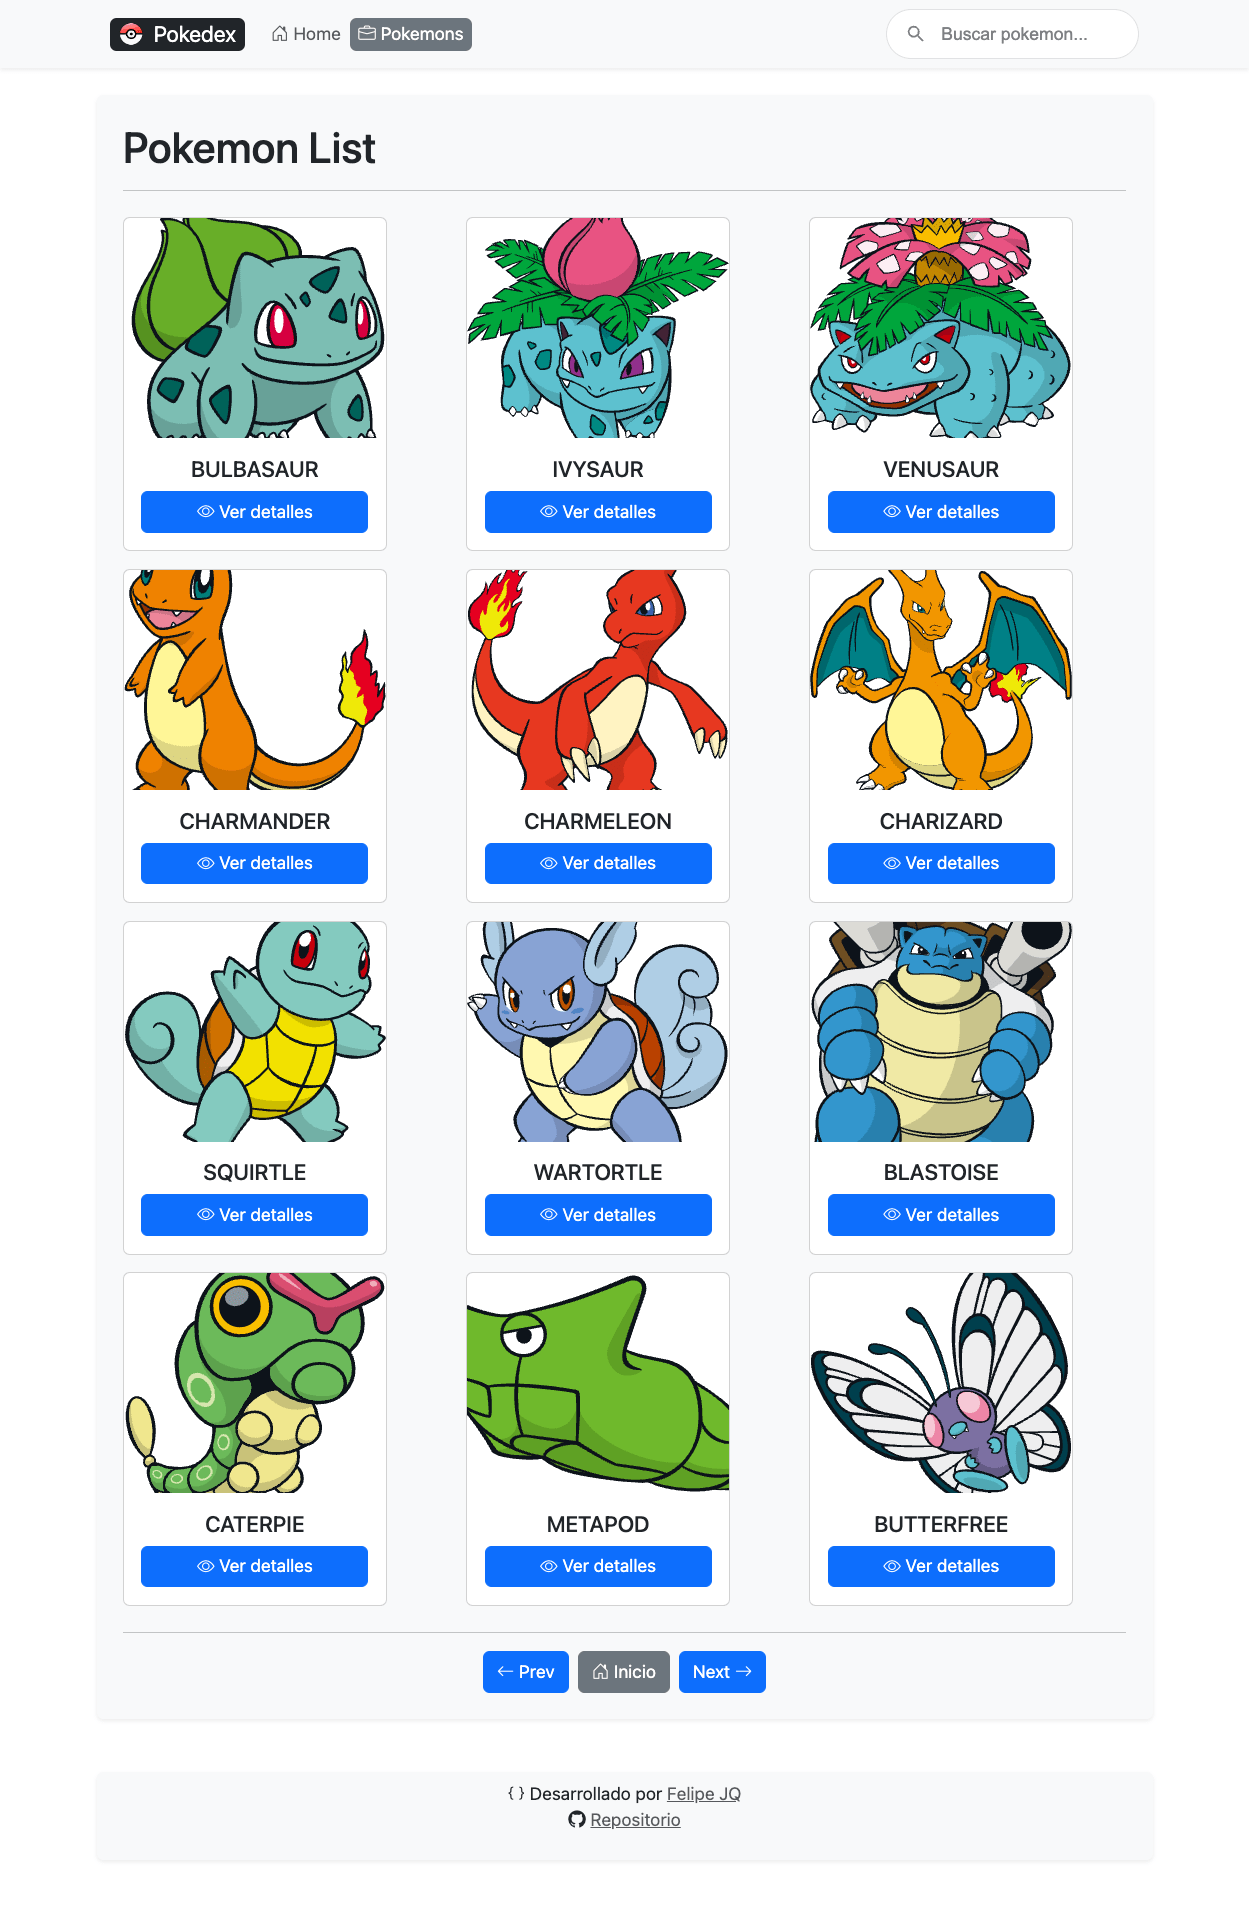 Pokedex Home Pokemons Buscar pokemon...
Pokemon List
BULBASAUR IVYSAUR VENUSAUR
Ver detalles Ver detalles Ver detalles
CHARMANDER CHARMELEON CHARIZARD
Ver detalles Ver detalles Ver detalles
SQUIRTLE WARTORTLE BLASTOISE
Ver detalles Ver detalles Ver detalles
CATERPIE METAPOD BUTTERFREE
Ver detalles Ver detalles Ver detalles
← Prev Inicio Next →
{ } Desarrollado por Felipe JQ
Repositorio